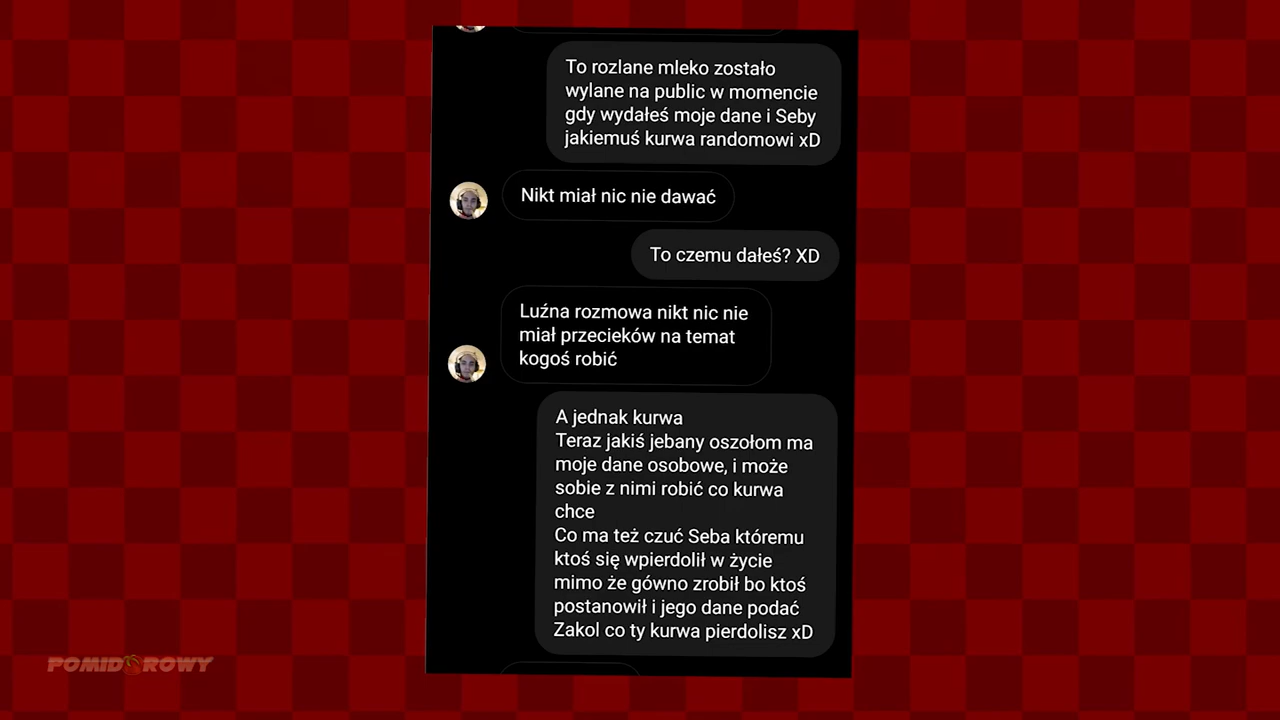 To rozlane mleko zostało
wylane na public w momencie
gdy wydałeś moje dane i Seby
jakiemuś kurwa randomowi xD
Nikt miał nic nie dawać
To czemu dałeś? XD
Luźna rozmowa nikt nic nie
miał przecieków na temat
kogoś robić
A jednak kurwa
Teraz jakiś jebany oszołom ma
moje dane osobowe, i może
sobie z nimi robić co kurwa
chce
Co ma też czuć Seba któremu
ktoś się wpierdolił w życie
mimo że gówno zrobił bo ktoś
postanowił i jego dane podać
Zakol co ty kurwa pierdolisz xD
POMIDOROWY